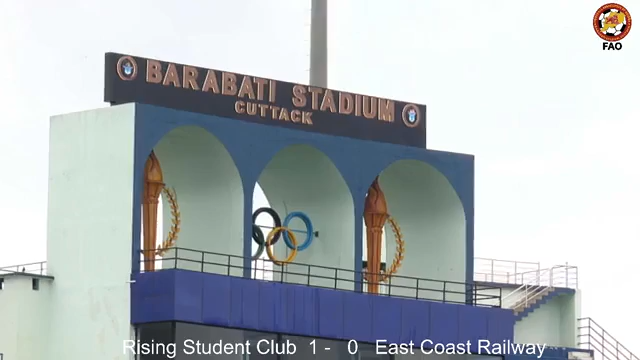 BARABATI STADIUM
CUTTACK
FAO
Rising Student Club 1 - 0 East Coast Railway